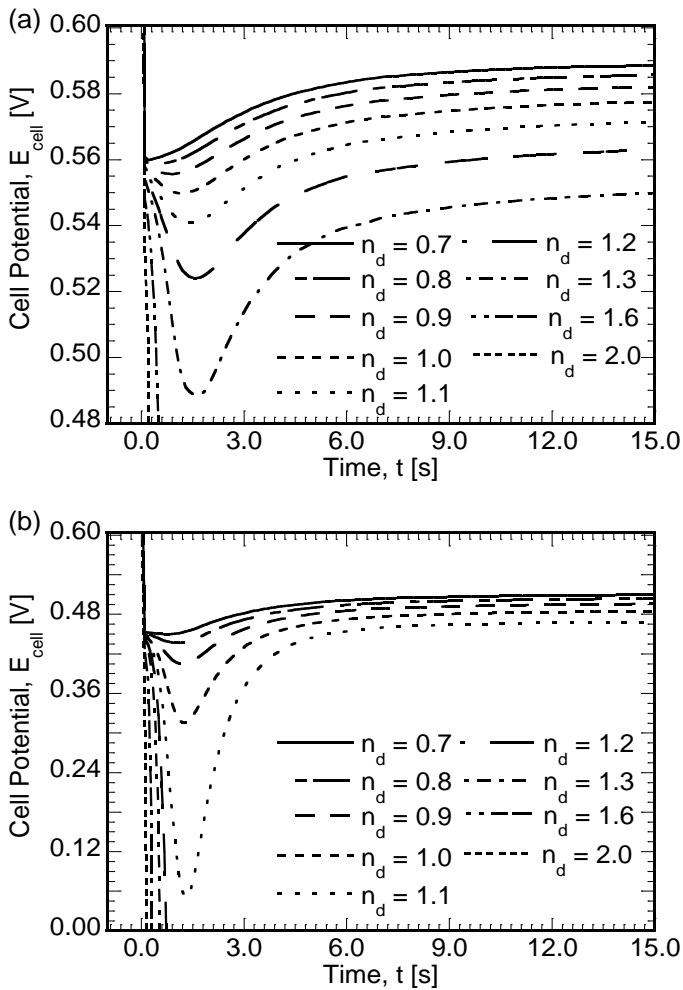 (a)
Cell Potential, E_cell [V]
0.60
0.58
0.56
0.54
0.52
0.50
0.48
n_d = 0.7
n_d = 1.2
n_d = 0.8
n_d = 1.3
n_d = 0.9
n_d = 1.6
n_d = 1.0
n_d = 2.0
n_d = 1.1
0.0 3.0 6.0 9.0 12.0 15.0
Time, t [s]
(b)
Cell Potential, E_cell [V]
0.60
0.48
0.36
0.24
0.12
0.00
n_d = 0.7
n_d = 1.2
n_d = 0.8
n_d = 1.3
n_d = 0.9
n_d = 1.6
n_d = 1.0
n_d = 2.0
n_d = 1.1
0.0 3.0 6.0 9.0 12.0 15.0
Time, t [s]